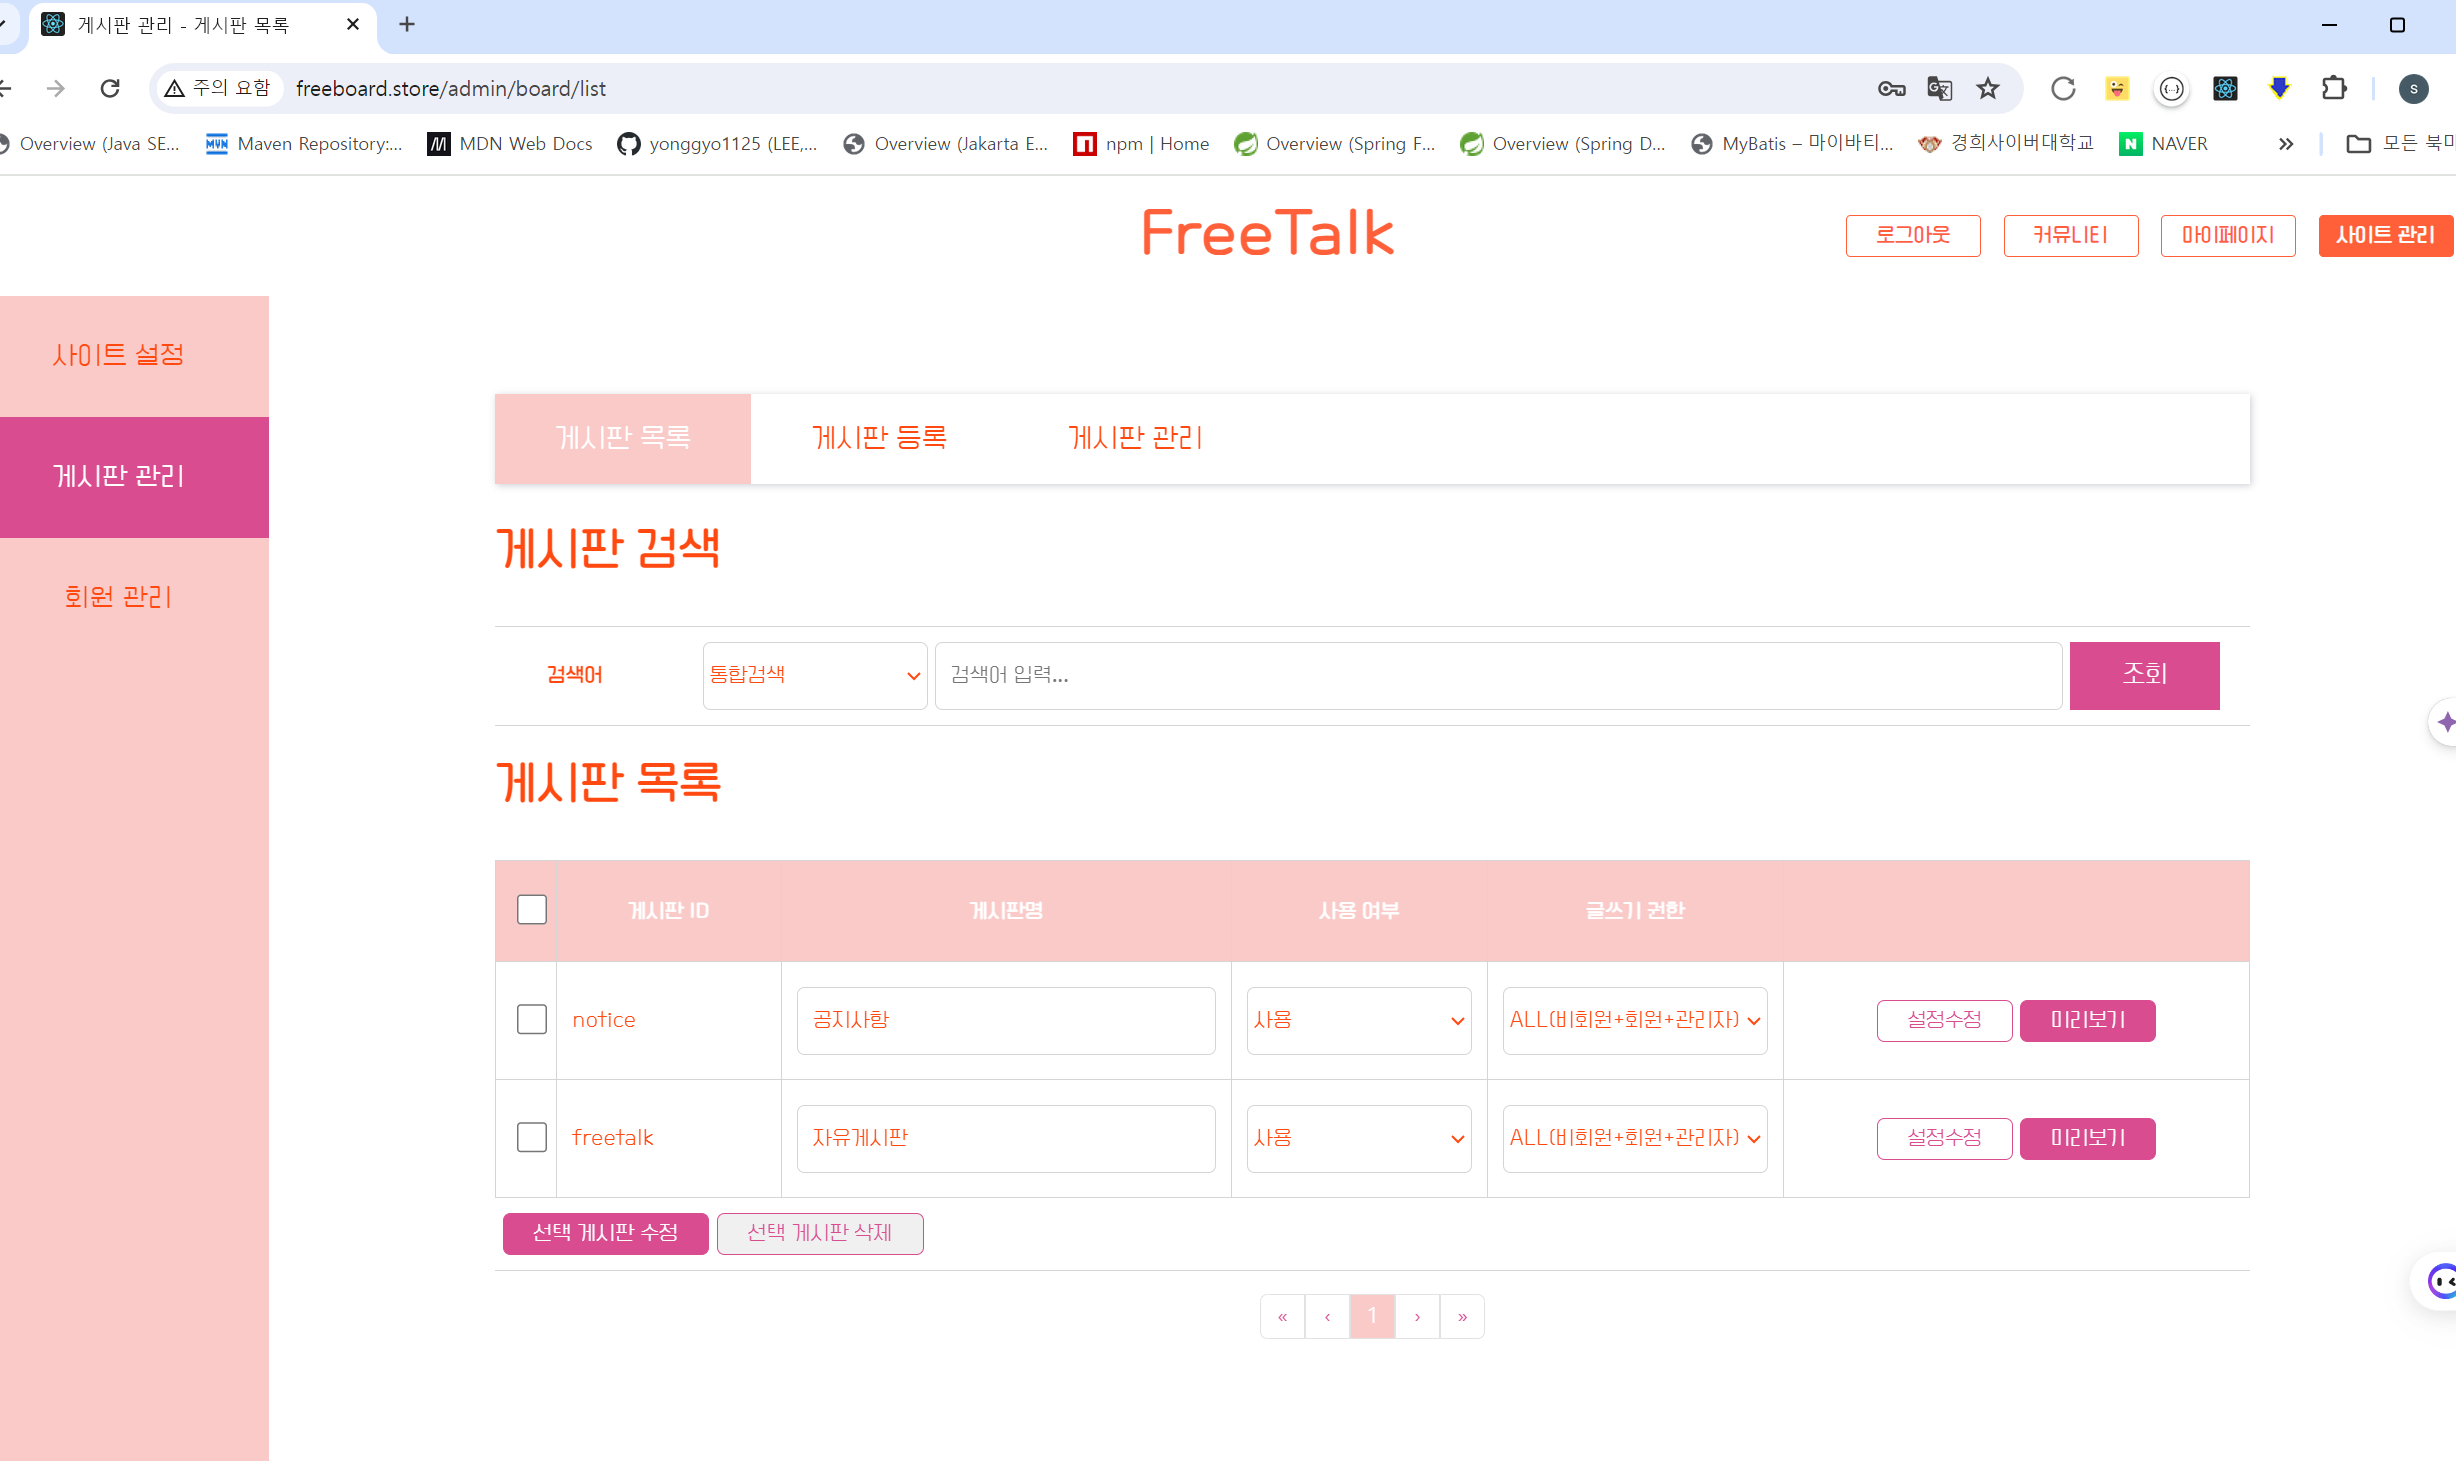 게시판 관리 - 게시판 목록
주의 요함 freeboard.store/admin/board/list
s
Overview (Java SE... Maven Repository:... MDN Web Docs yonggyo1125 (LEE,... Overview (Jakarta E... npm | Home Overview (Spring F... Overview (Spring D... MyBatis – 마이바티... 경희사이버대학교 NAVER » 모든
FreeTalk
로그아웃 커뮤니티 마이페이지 사이트 관리
사이트 설정
게시판 관리
회원 관리
게시판 목록 게시판 등록 게시판 관리
게시판 검색
검색어 통합검색 검색어 입력... 조회
게시판 목록
게시판 ID 게시판명 사용 여부 글쓰기 권한
notice 공지사항 사용 ALL(비회원+회원+관리자) 설정수정 미리보기
freetalk 자유게시판 사용 ALL(비회원+회원+관리자) 설정수정 미리보기
선택 게시판 수정 선택 게시판 삭제
« ‹ 1 › »